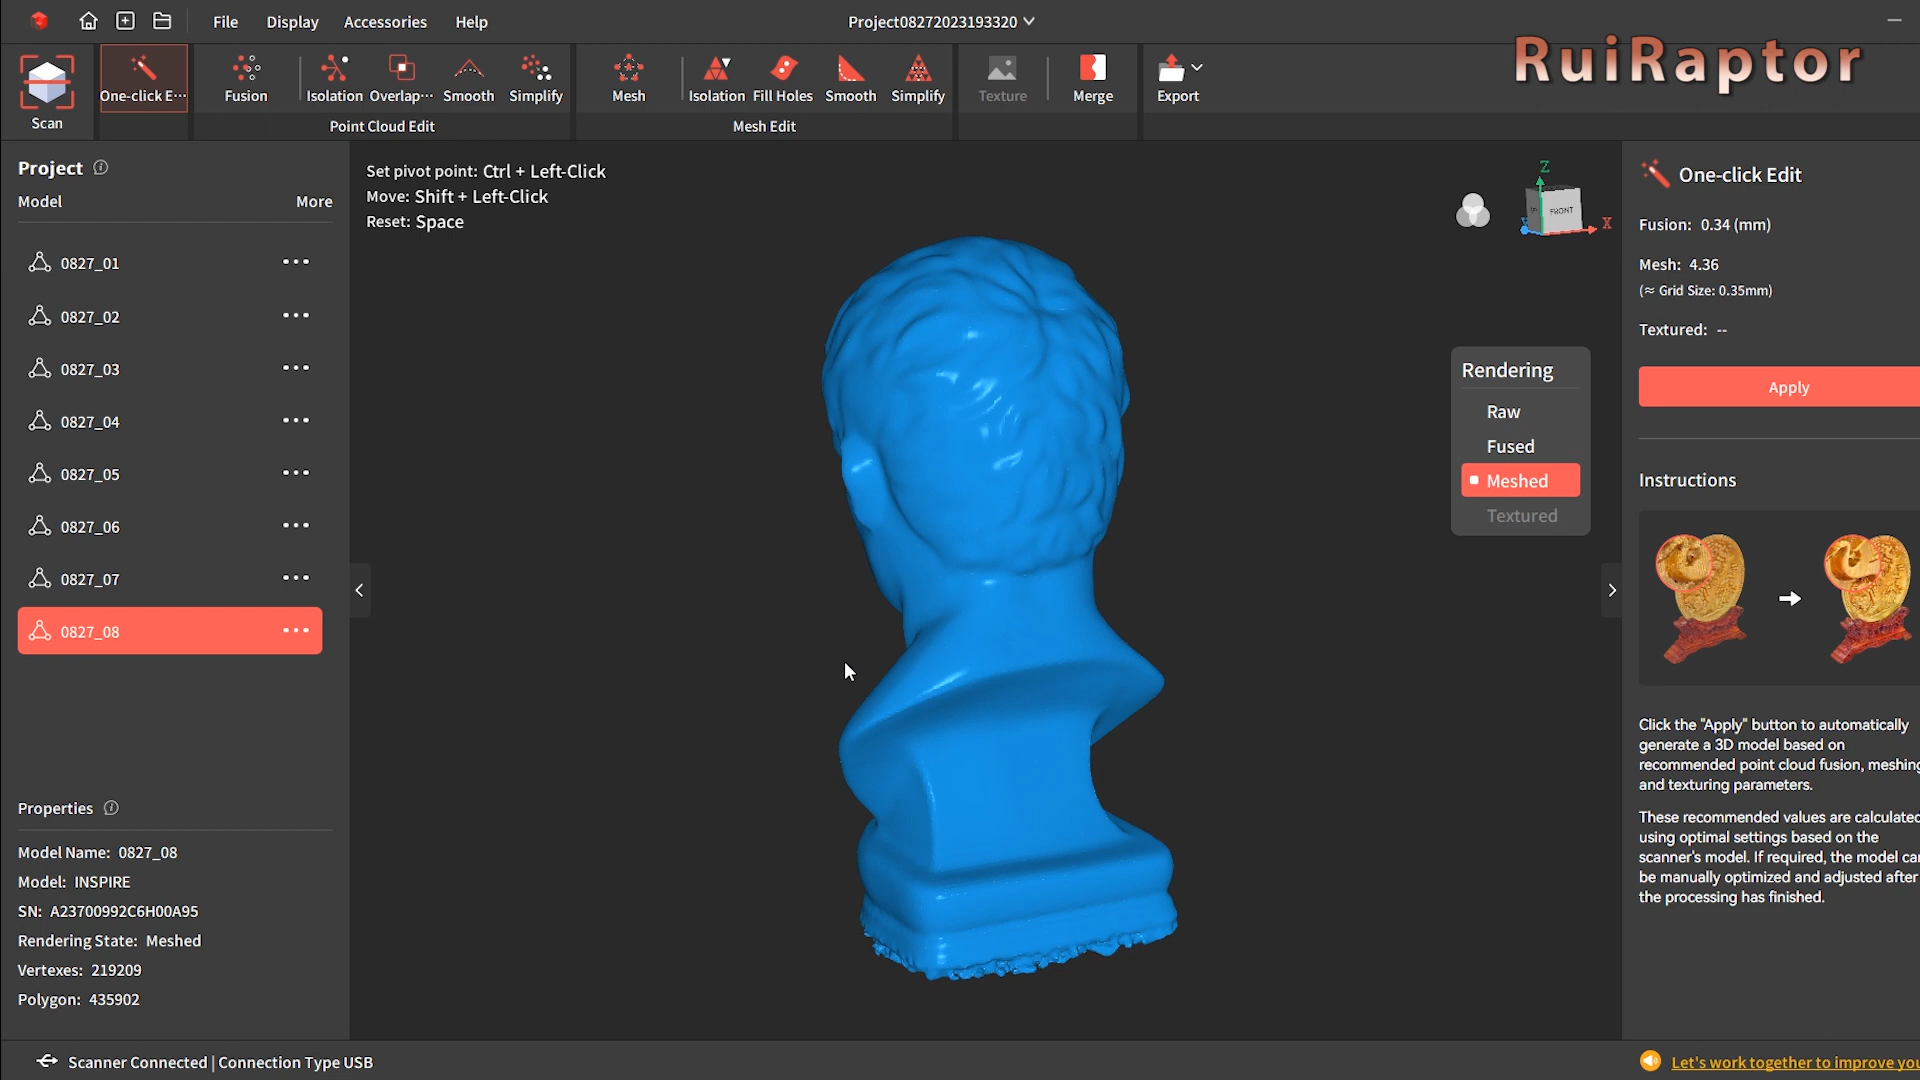 File Display Accessories Help
Project08272023193320
RuiRaptor
Scan
One-click E···
Fusion
Isolation Overlap··· Smooth Simplify
Point Cloud Edit
Mesh
Isolation Fill Holes Smooth Simplify
Mesh Edit
Texture
Merge
Export
Project
Model More
0827_01
0827_02
0827_03
0827_04
0827_05
0827_06
0827_07
0827_08
Properties
Model Name: 0827_08
Model: INSPIRE
SN: A23700992C6H00A95
Rendering State: Meshed
Vertexes: 219209
Polygon: 435902
Set pivot point: Ctrl + Left-Click
Move: Shift + Left-Click
Reset: Space
Z
FRONT
X
Rendering
Raw
Fused
Meshed
Textured
One-click Edit
Fusion: 0.34 (mm)
Mesh: 4.36
(≈ Grid Size: 0.35mm)
Textured: --
Apply
Instructions
Click the "Apply" button to automatically
generate a 3D model based on
recommended point cloud fusion, meshing
and texturing parameters.
These recommended values are calculated
using optimal settings based on the
scanner's model. If required, the model ca
be manually optimized and adjusted after
the processing has finished.
Scanner Connected | Connection Type USB
Let's work together to improve you